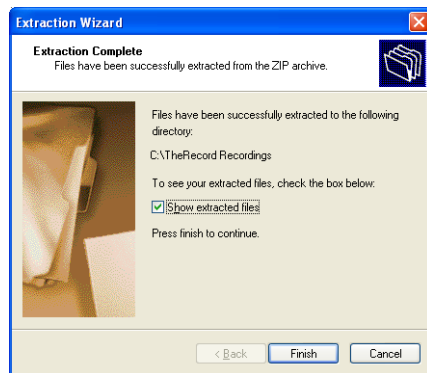 Extraction Wizard
Extraction Complete
Files have been successfully extracted from the ZIP archive.
Files have been successfully extracted to the following
directory:
C:\TheRecord Recordings
To see your extracted files, check the box below:
Show extracted files
Press finish to continue.
< Back Finish Cancel